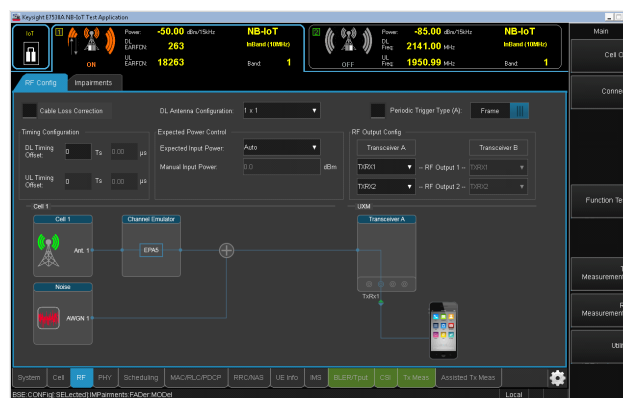 Keysight E7530A NB-IoT Test Application
IoT
1
ON
Power: -50.00 dBm/15kHz
DL EARFCN: 263
UL EARFCN: 18263
NB-IoT
InBand (10MHz)
Band: 1
2
OFF
Power: -85.00 dBm/15kHz
DL Freq: 2141.00 MHz
UL Freq: 1950.99 MHz
NB-IoT
InBand (10MHz)
Band: 1
Main
Cell C
Conne
Function Te
T
Measurement
R
Measurement
Utili
RF Config
Impairments
Cable Loss Correction
DL Antenna Configuration: 1 x 1
Periodic Trigger Type (A): Frame
Timing Configuration
DL Timing Offset: 0 Ts 0.00 µs
UL Timing Offset: 0 Ts 0.00 µs
Expected Power Control
Expected Input Power: Auto
Manual Input Power: 0.0 dBm
RF Output Config
Transceiver A
Transceiver B
TXRX1 -- RF Output 1 -- TXRX1
TXRX2 -- RF Output 2 -- TXRX2
Cell 1
UXM
Cell 1
Ant. 1
Channel Emulator
EPA5
Transceiver A
TxRx1
Noise
AWGN 1
System Cell RF PHY Scheduling MAC/RLC/PDCP RRC/NAS UE Info IMS BLER/Tput CSI Tx Meas Assisted Tx Meas
BSE:CONFig[:SELected]:IMPairments:FADer:MODel
Local